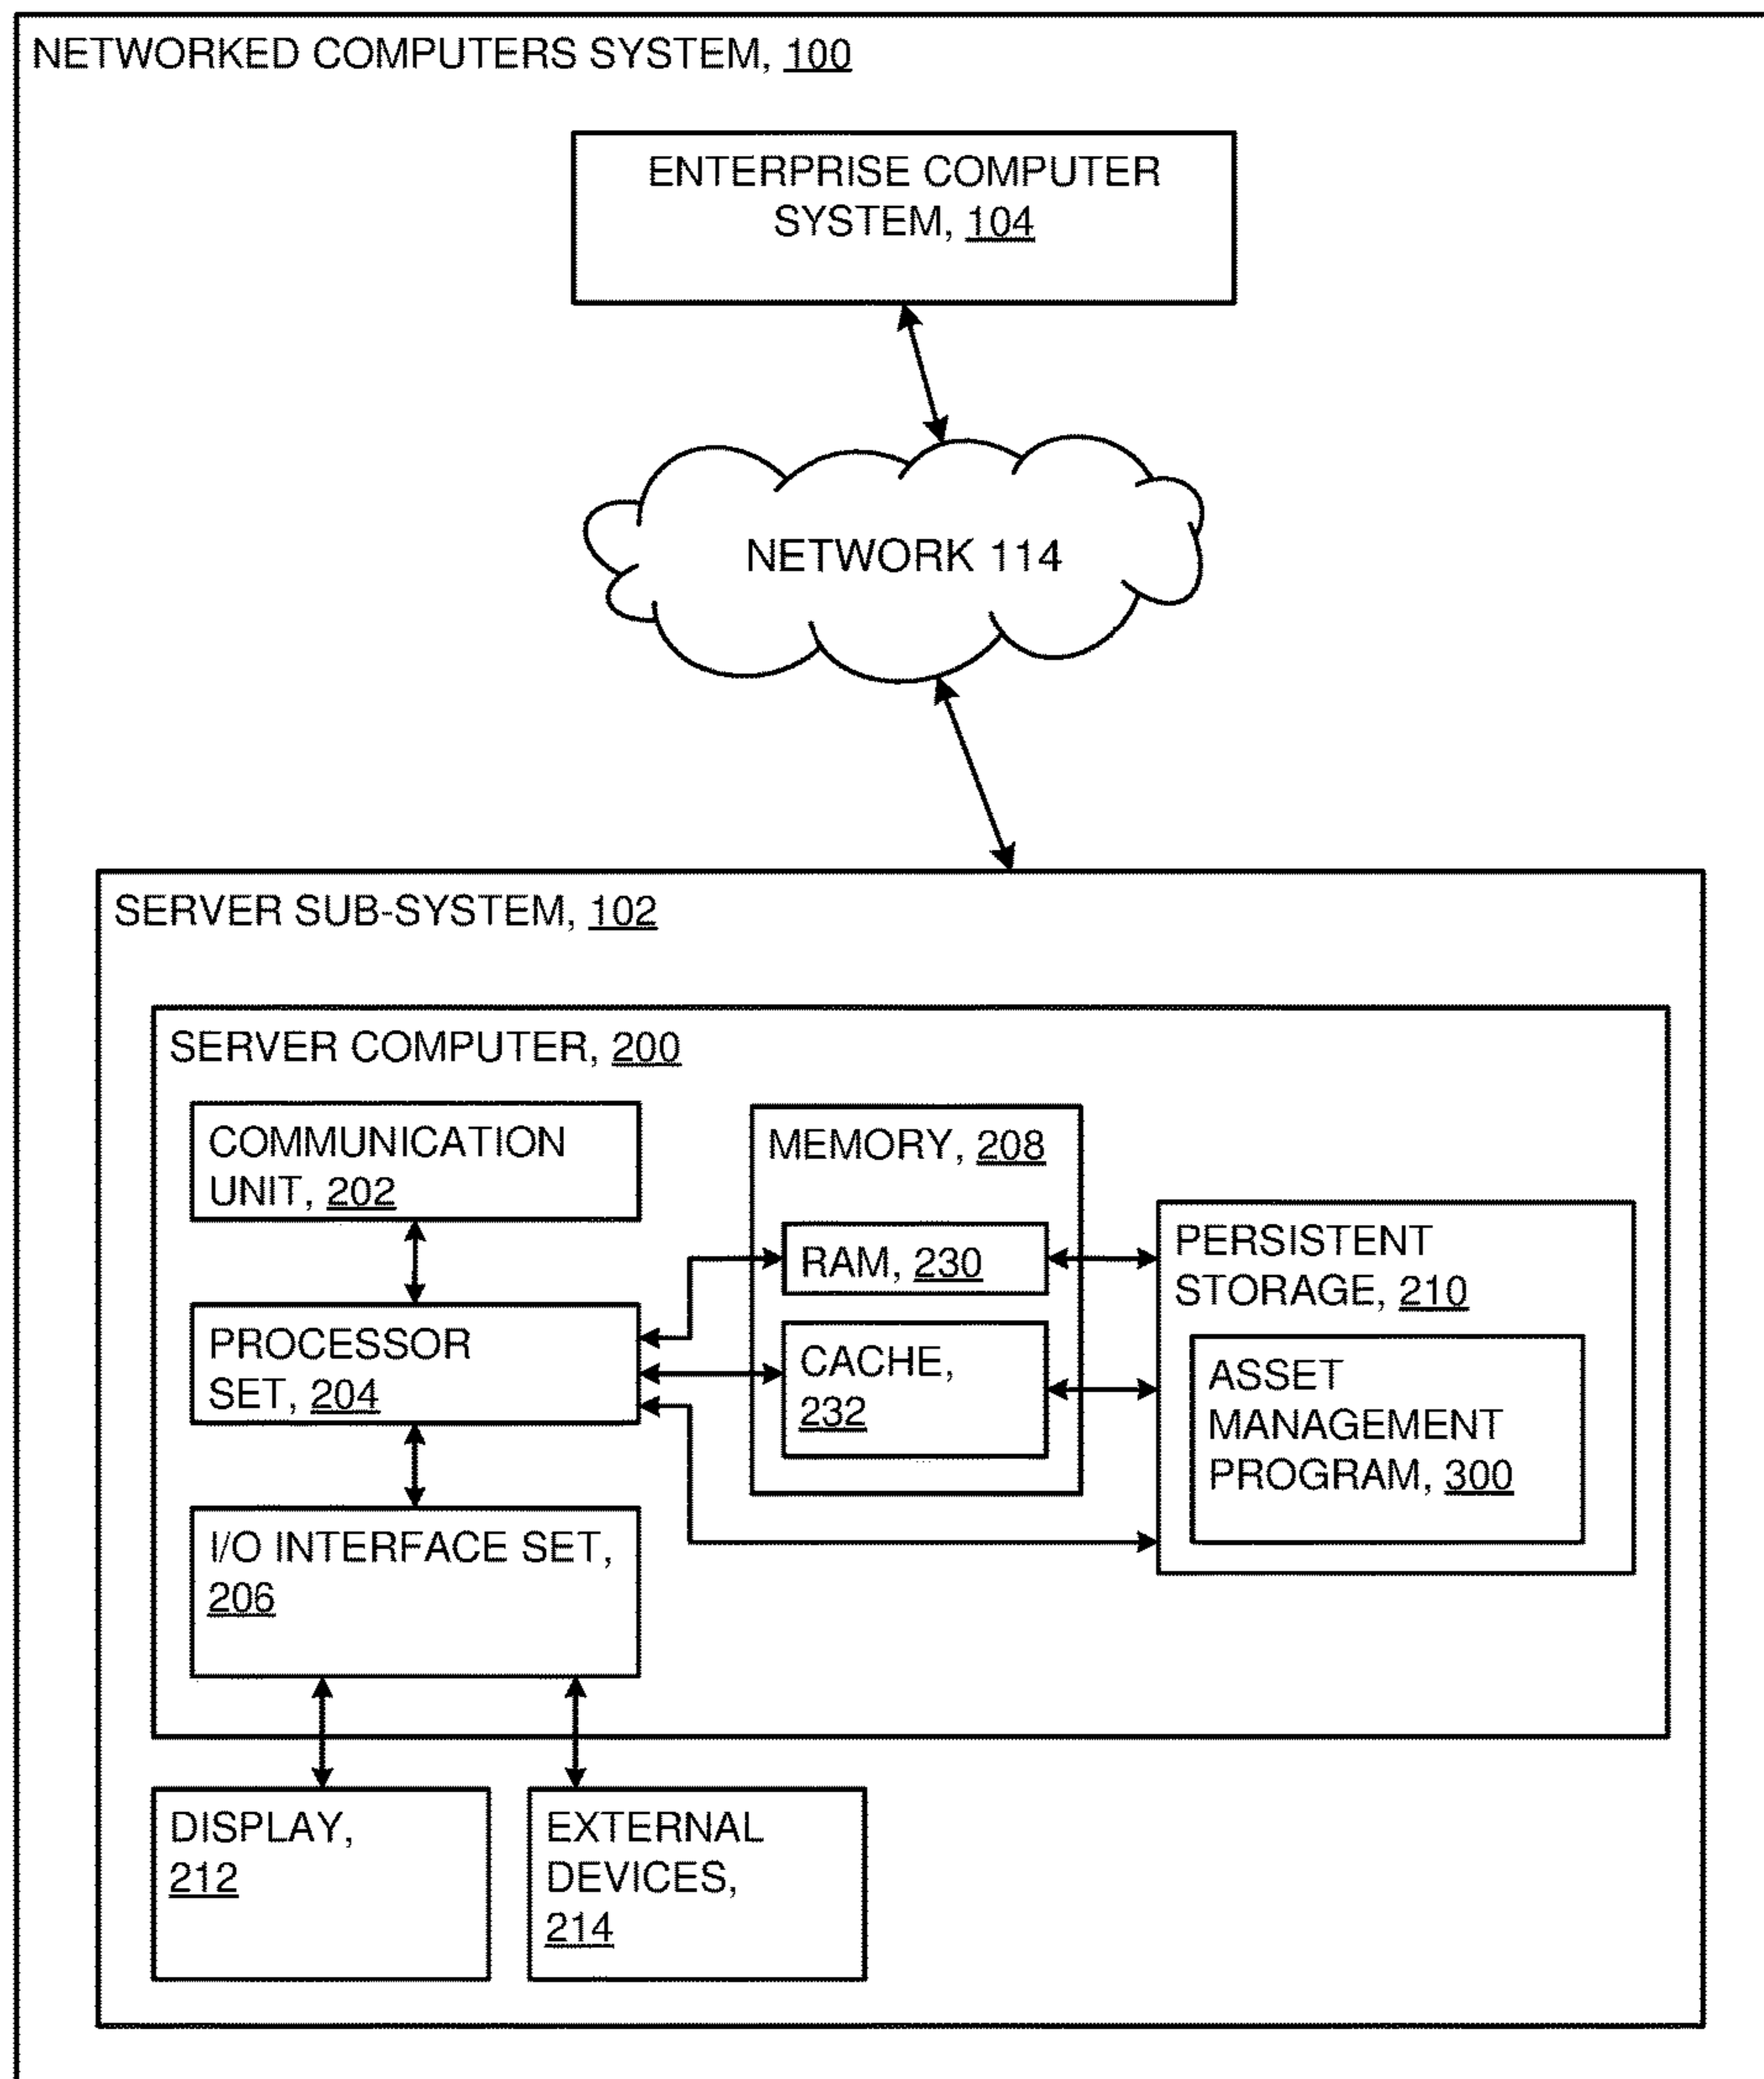 NETWORKED COMPUTERS SYSTEM, 100
ENTERPRISE COMPUTER
SYSTEM, 104
NETWORK 114
SERVER SUB-SYSTEM, 102
SERVER COMPUTER, 200
COMMUNICATION
UNIT, 202
PROCESSOR
SET, 204
I/O INTERFACE SET,
206
MEMORY, 208
RAM, 230
CACHE,
232
PERSISTENT
STORAGE, 210
ASSET
MANAGEMENT
PROGRAM, 300
DISPLAY,
212
EXTERNAL
DEVICES,
214